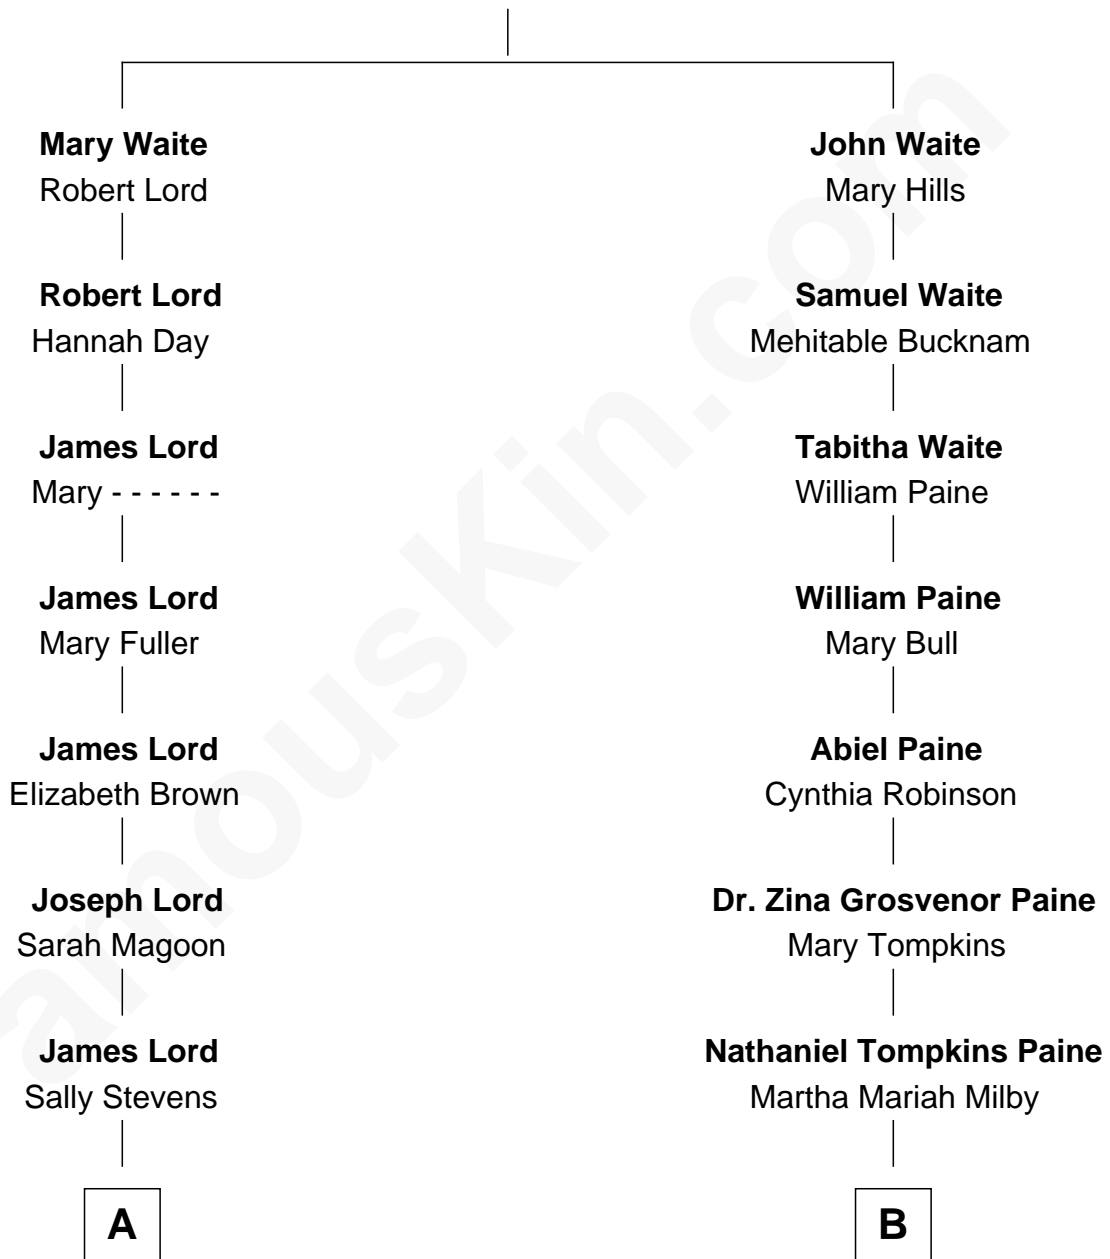 Mary Waite
Robert Lord
John Waite
Mary Hills
Robert Lord
Hannah Day
Samuel Waite
Mehitable Bucknam
James Lord
Mary - - - - - -
Tabitha Waite
William Paine
James Lord
Mary Fuller
William Paine
Mary Bull
James Lord
Elizabeth Brown
Abiel Paine
Cynthia Robinson
Joseph Lord
Sarah Magoon
Dr. Zina Grosvenor Paine
Mary Tompkins
James Lord
Sally Stevens
Nathaniel Tompkins Paine
Martha Mariah Milby
A
B
amousKin.com